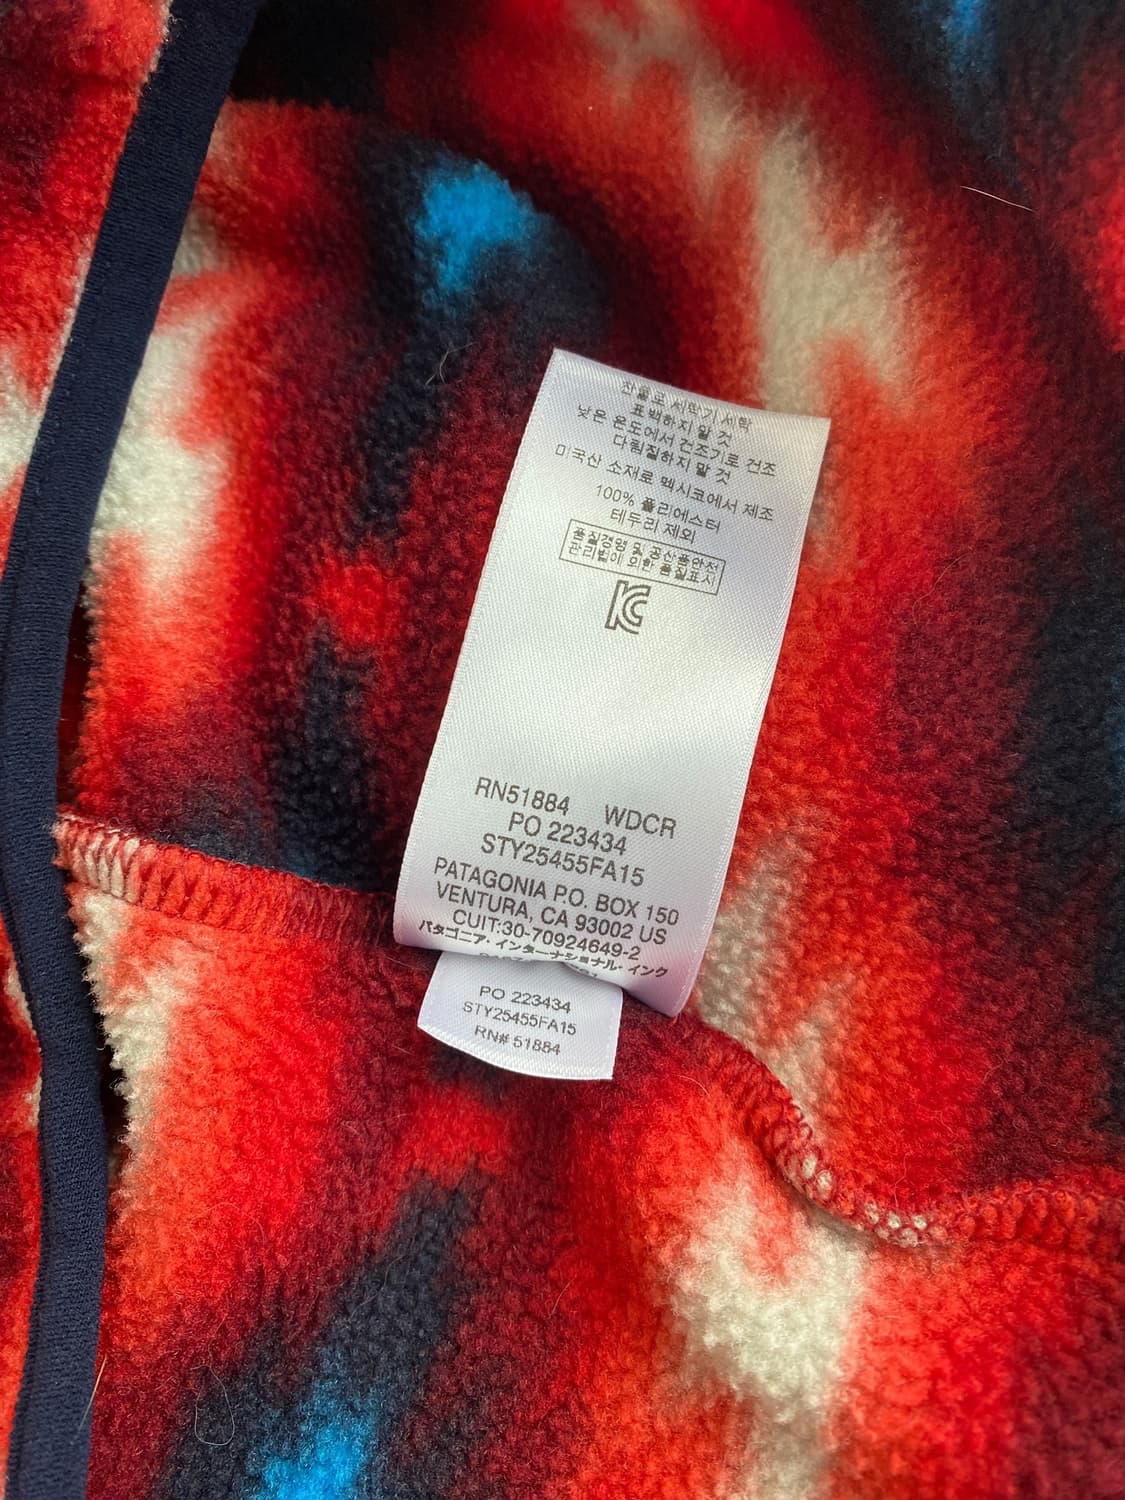 찬물로 세탁기 세탁
표백하지 말 것
낮은 온도에서 건조기로 건조
다림질하지 말 것
미국산 소재로 멕시코에서 제조
100% 폴리에스터
테두리 제외
품질경영 및 공산품안전
관리법에 의한 품질표시
RN51884 WDCR
PO 223434
STY25455FA15
PATAGONIA P.O. BOX 150
VENTURA, CA 93002 US
CUIT:30-70924649-2
パタゴニア・インターナショナル・インク
PO 223434
STY25455FA15
RN# 51884